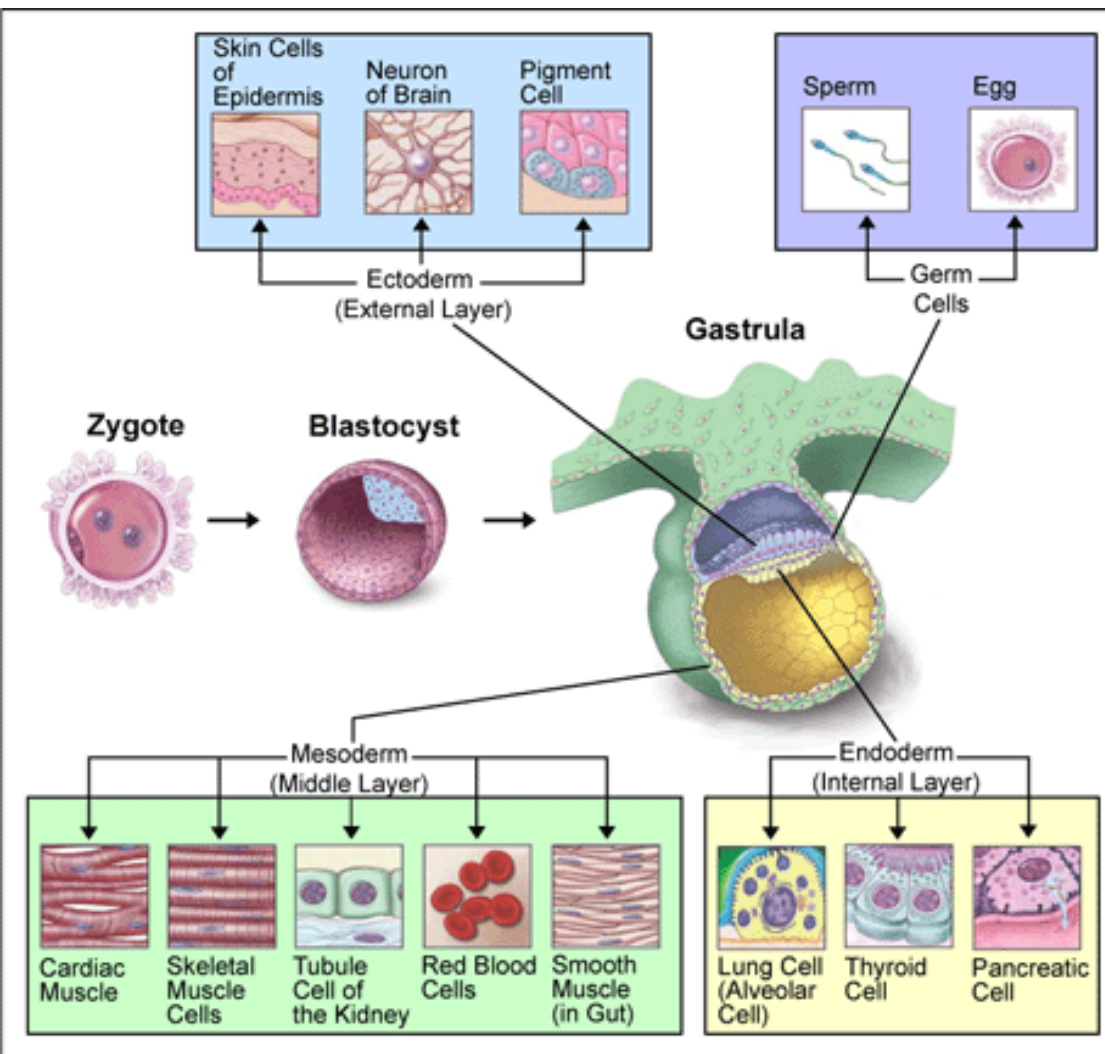 Skin Cells
of
Epidermis
Neuron
of Brain
Pigment
Cell
Sperm
Egg
Ectoderm
(External Layer)
Germ
Cells
Gastrula
Zygote
Blastocyst
Mesoderm
(Middle Layer)
Endoderm
(Internal Layer)
Cardiac
Muscle
Skeletal
Muscle
Cells
Tubule
Cell of
the Kidney
Red Blood
Cells
Smooth
Muscle
(in Gut)
Lung Cell
(Alveolar
Cell)
Thyroid
Cell
Pancreatic
Cell